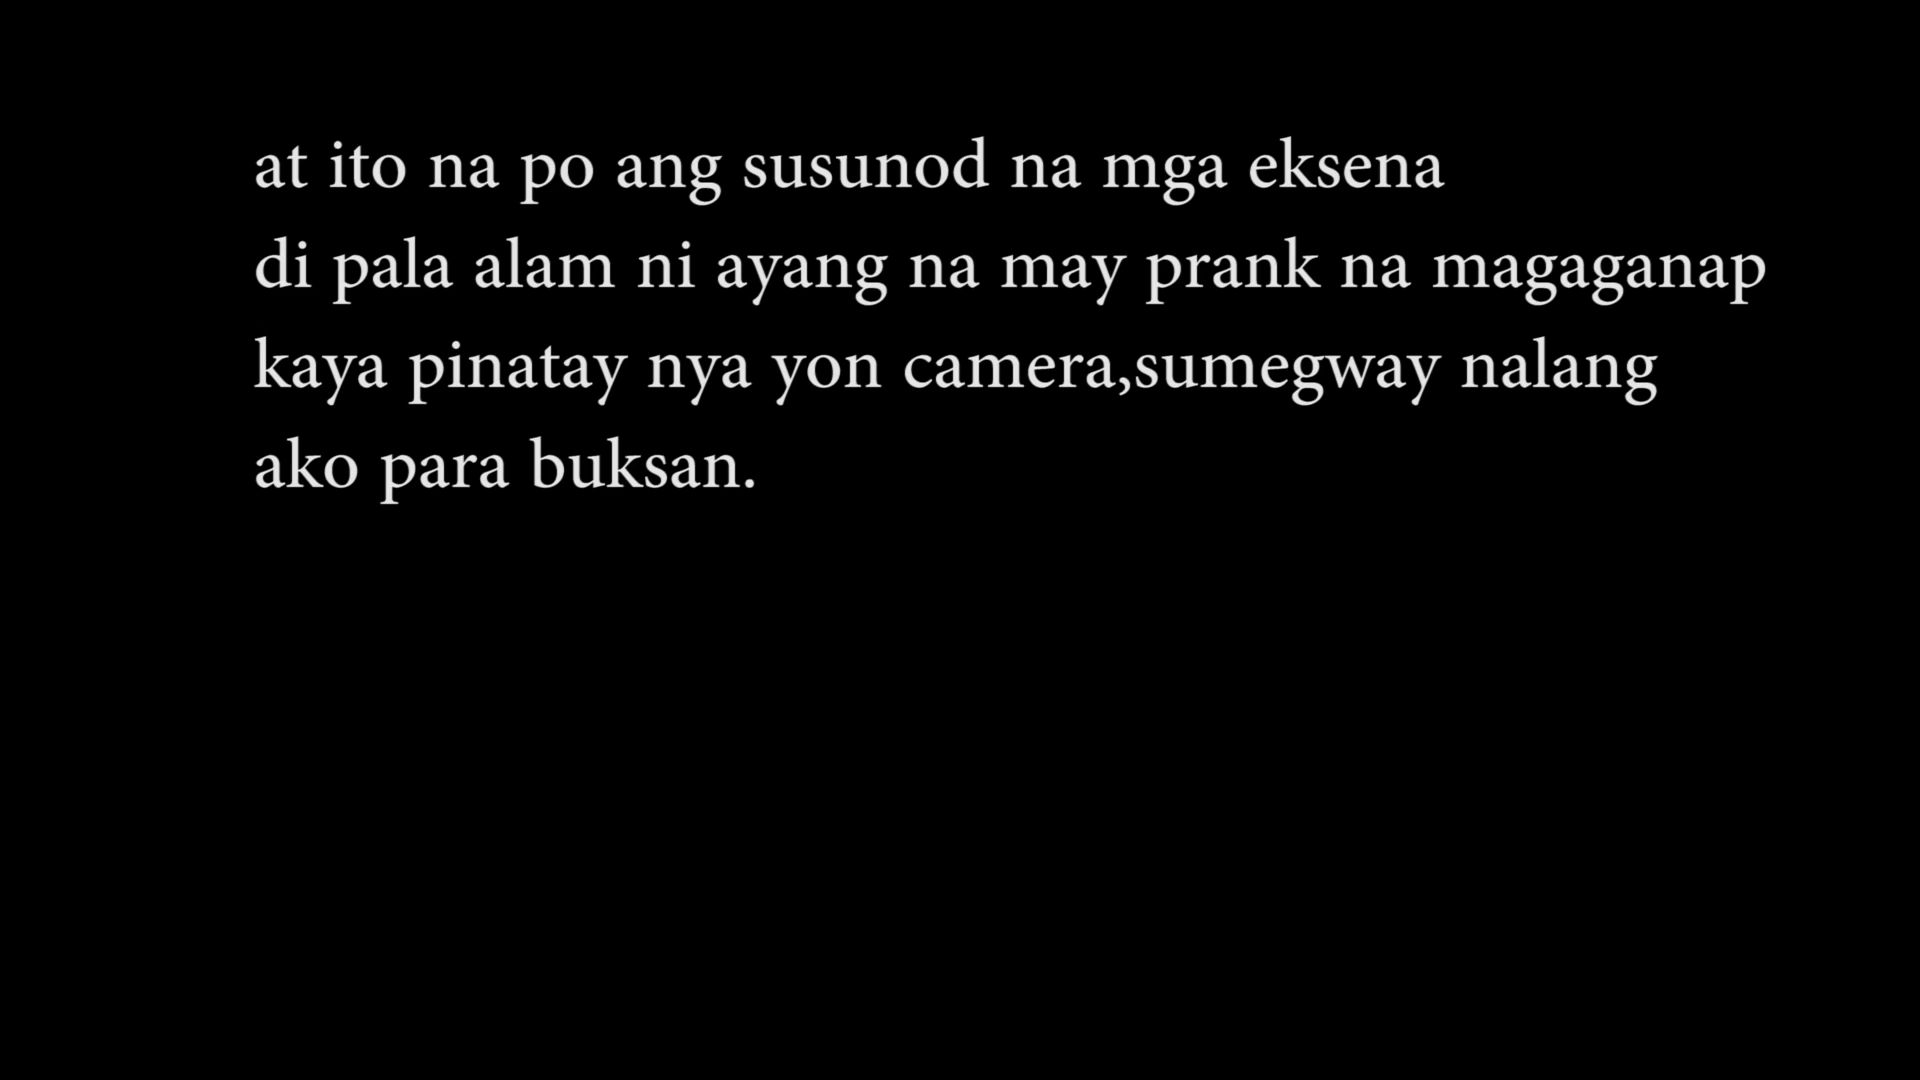 at ito na po ang susunod na mga eksena
di pala alam ni ayang na may prank na magaganap
kaya pinatay nya yon camera,sumegway nalang
ako para buksan.